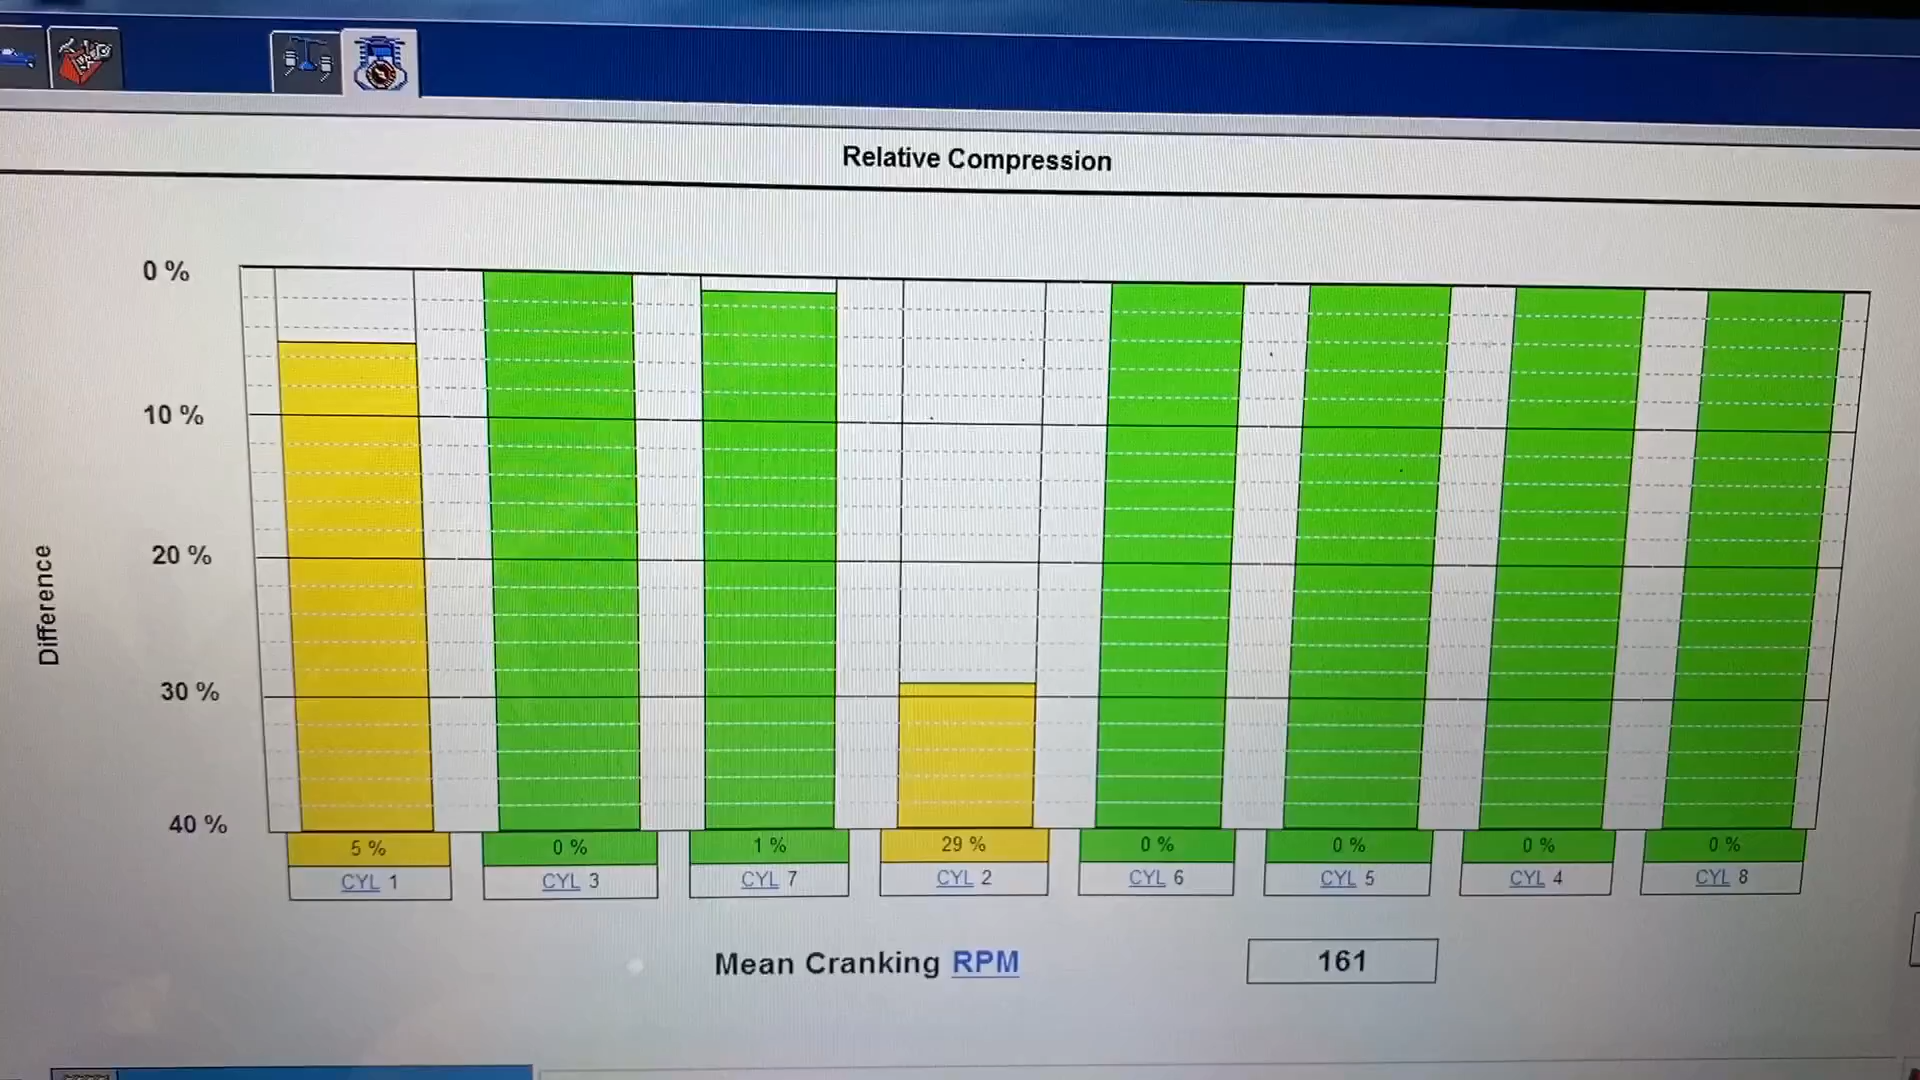 Relative Compression
0 %
10 %
20 %
30 %
40 %
Difference
5 % 0 % 1 % 29 % 0 % 0 % 0 % 0 %
CYL 1 CYL 3 CYL 7 CYL 2 CYL 6 CYL 5 CYL 4 CYL 8
Mean Cranking RPM 161